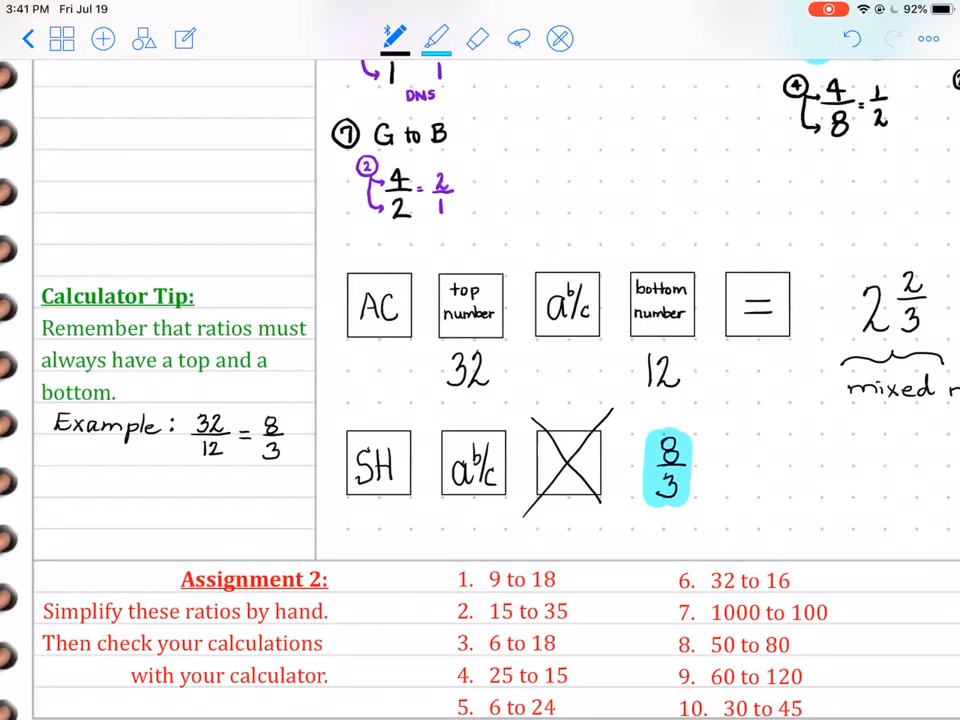 3:41 PM Fri Jul 19
92%
1 1
DNS
④ 4/8 = 1/2
⑦ G to B
② 4/2 = 2/1
Calculator Tip:
Remember that ratios must
always have a top and a
bottom.
Example: 32/12 = 8/3
AC
top
number
a b/c
bottom
number
=
2 2/3
32
12
mixed
SH
a b/c
8/3
Assignment 2:
Simplify these ratios by hand.
Then check your calculations
with your calculator.
1. 9 to 18
2. 15 to 35
3. 6 to 18
4. 25 to 15
5. 6 to 24
6. 32 to 16
7. 1000 to 100
8. 50 to 80
9. 60 to 120
10. 30 to 45